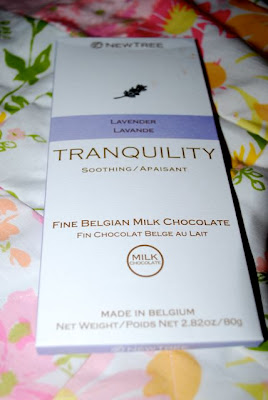 NEWTREE
LAVENDER
LAVANDE
TRANQUILITY
SOOTHING/APAISANT
FINE BELGIAN MILK CHOCOLATE
FIN CHOCOLAT BELGE AU LAIT
MILK
CHOCOLATE
MADE IN BELGIUM
NET WEIGHT/POIDS NET 2.82OZ/80g
NEWTREE